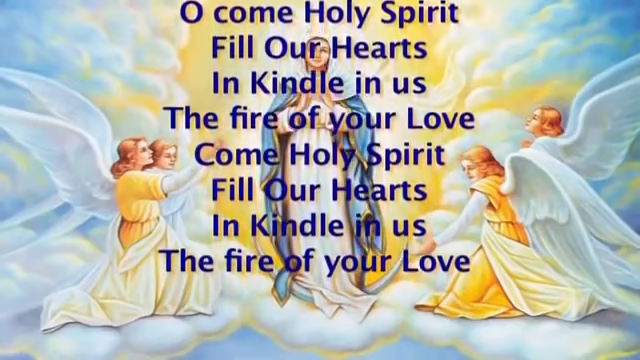 O come Holy Spirit
Fill Our Hearts
In Kindle in us
The fire of your Love
Come Holy Spirit
Fill Our Hearts
In Kindle in us
The fire of your Love